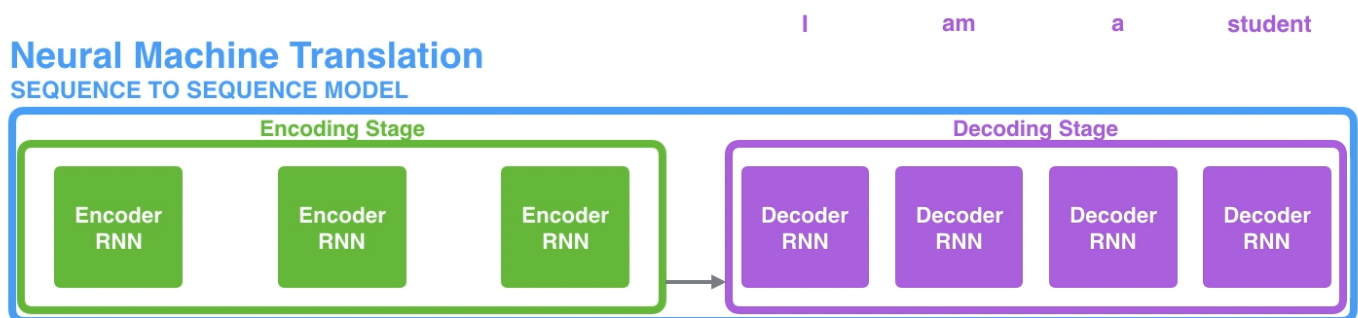 I am a student
Neural Machine Translation
SEQUENCE TO SEQUENCE MODEL
Encoding Stage
Decoding Stage
Encoder
RNN
Encoder
RNN
Encoder
RNN
Decoder
RNN
Decoder
RNN
Decoder
RNN
Decoder
RNN